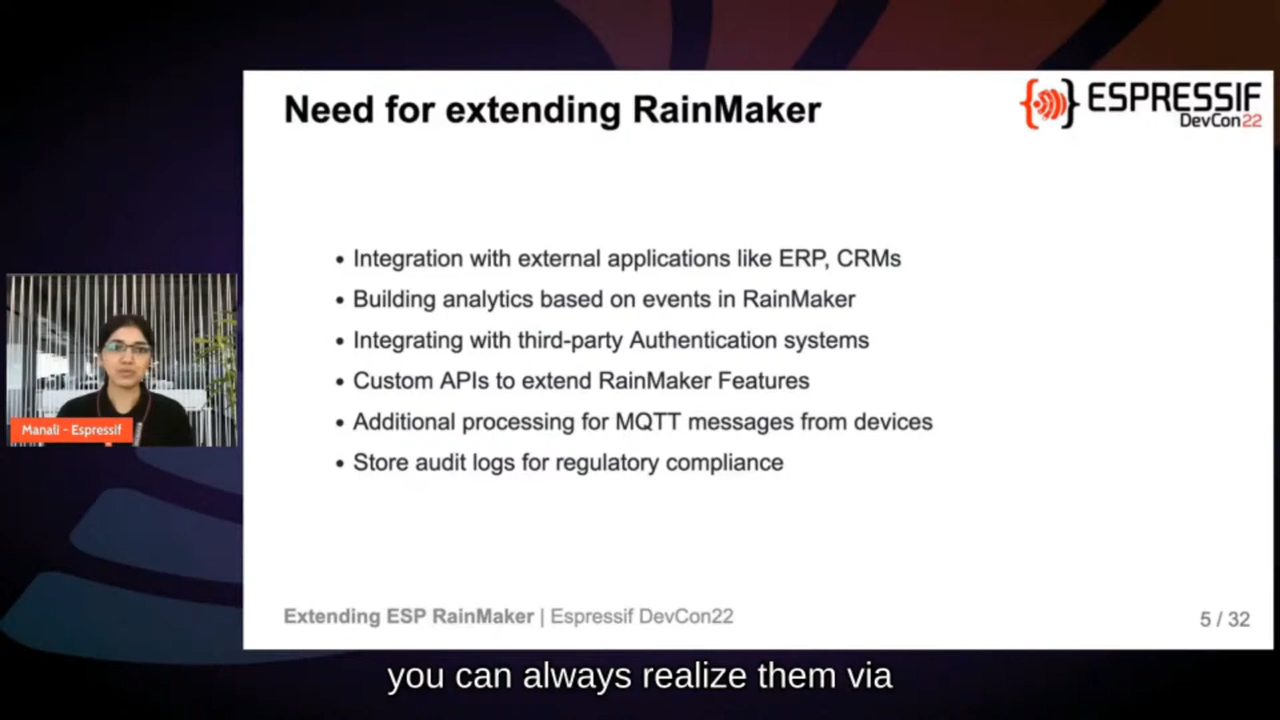 Need for extending RainMaker
ESPRESSIF
DevCon22
• Integration with external applications like ERP, CRMs
• Building analytics based on events in RainMaker
• Integrating with third-party Authentication systems
• Custom APIs to extend RainMaker Features
• Additional processing for MQTT messages from devices
• Store audit logs for regulatory compliance
Manali - Espressif
Extending ESP RainMaker | Espressif DevCon22
5 / 32
you can always realize them via